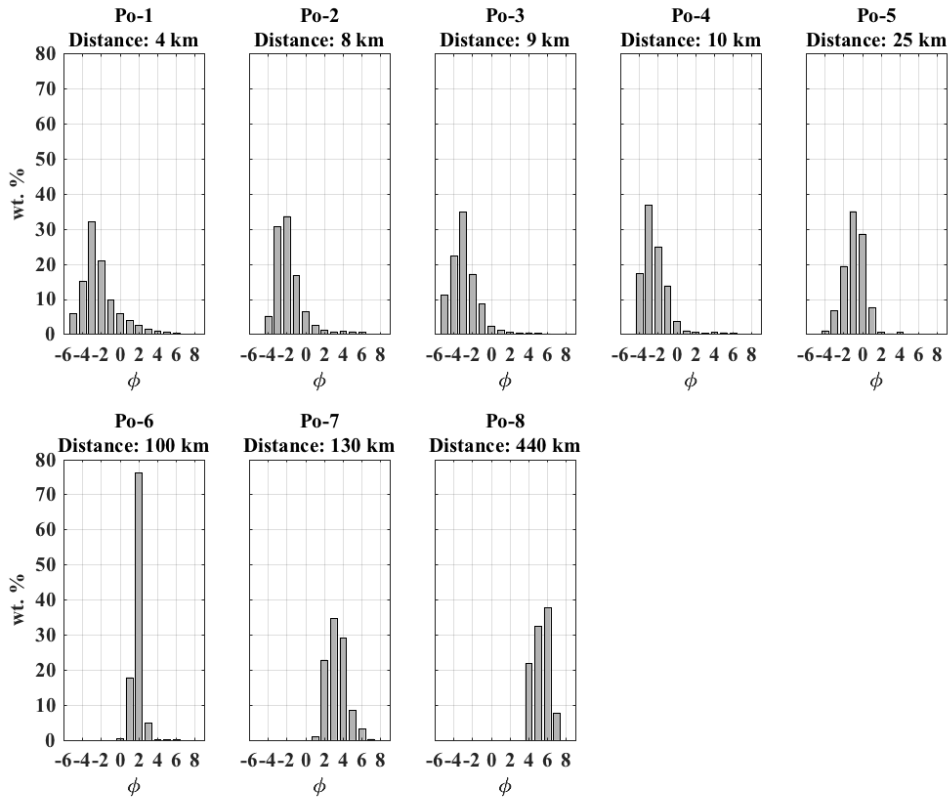 Po-1
Distance: 4 km
Po-2
Distance: 8 km
Po-3
Distance: 9 km
Po-4
Distance: 10 km
Po-5
Distance: 25 km
wt. %
80
70
60
50
40
30
20
10
0
-6 -4 -2 0 2 4 6 8
-6 -4 -2 0 2 4 6 8
-6 -4 -2 0 2 4 6 8
-6 -4 -2 0 2 4 6 8
-6 -4 -2 0 2 4 6 8
ϕ
ϕ
ϕ
ϕ
ϕ
Po-6
Distance: 100 km
Po-7
Distance: 130 km
Po-8
Distance: 440 km
wt. %
80
70
60
50
40
30
20
10
0
-6 -4 -2 0 2 4 6 8
-6 -4 -2 0 2 4 6 8
-6 -4 -2 0 2 4 6 8
ϕ
ϕ
ϕ